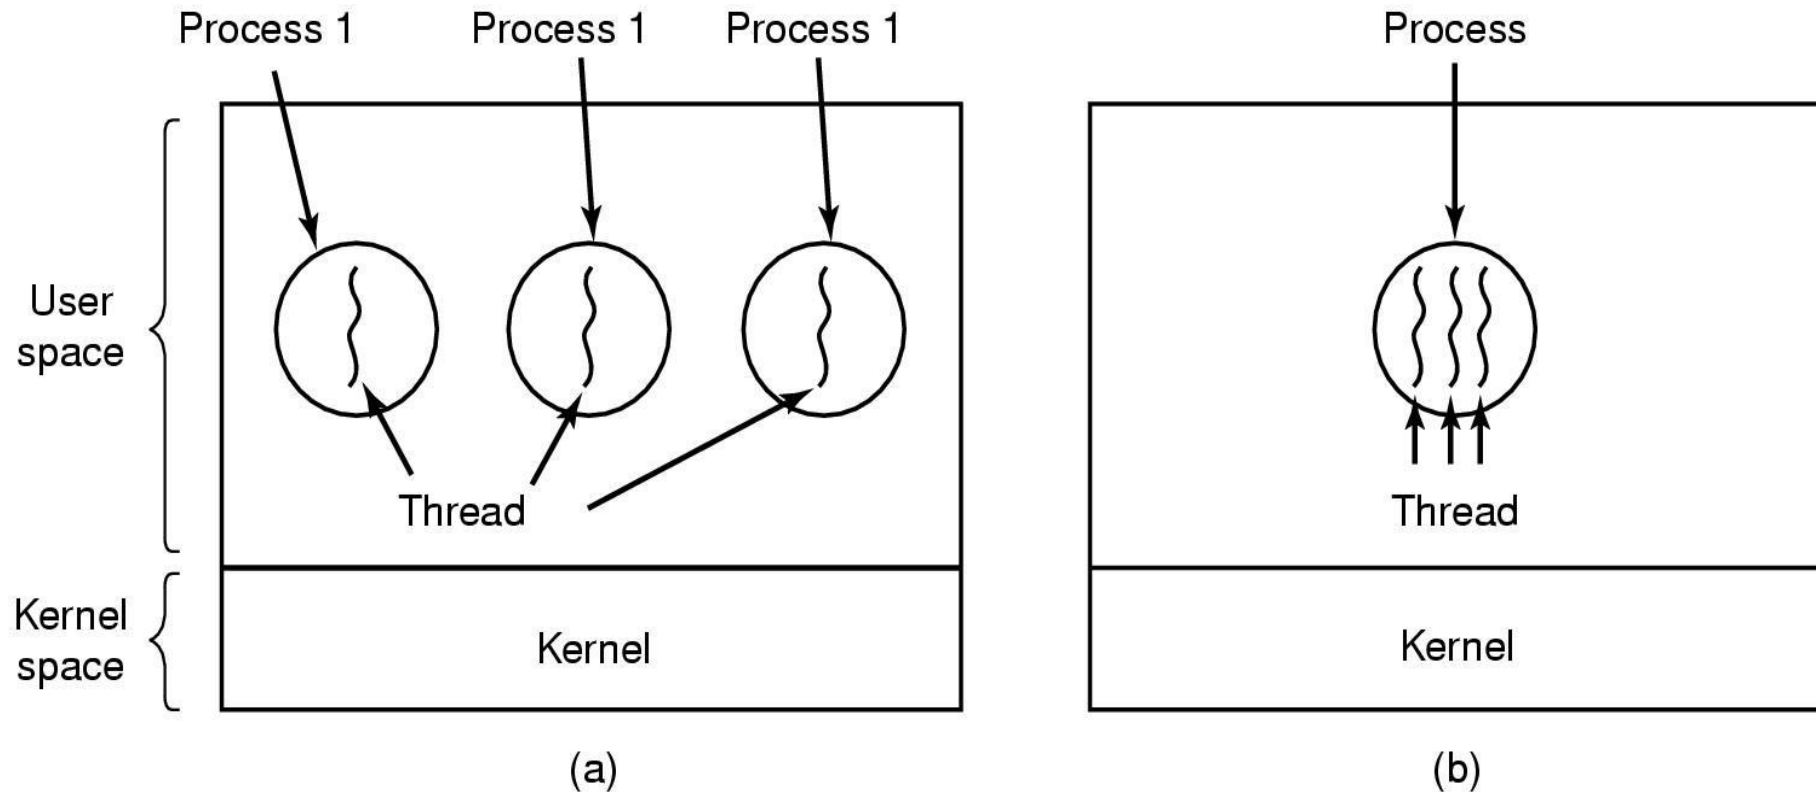 Process 1
Process 1
Process 1
Process
User
space
Thread
Thread
Kernel
space
Kernel
Kernel
(a)
(b)